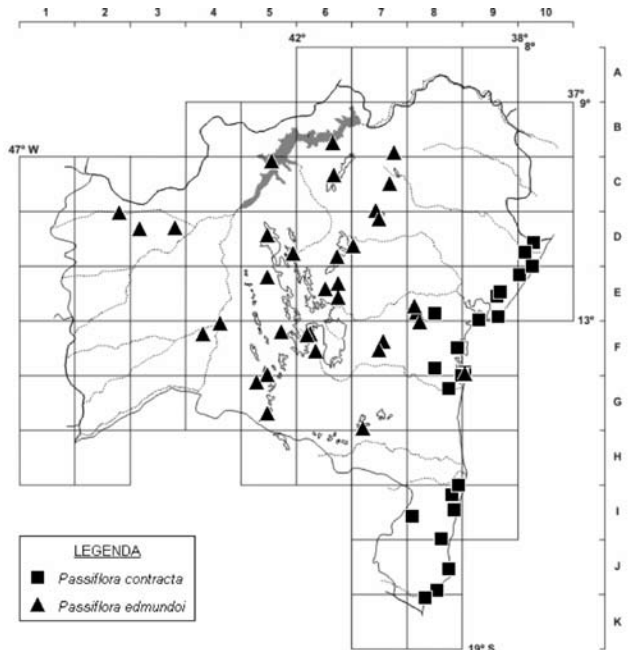 1 2 3 4 5 6 7 8 9 10
42° 38°
8°
A
37°
9°
B
47° W
C
D
E
13°
F
G
H
I
J
K
19° S
LEGENDA
Passiflora contracta
Passiflora edmundoi